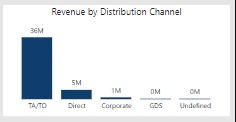 Revenue by Distribution Channel
36M
5M
1M
0M
0M
TA/TO
Direct
Corporate
GDS
Undefined